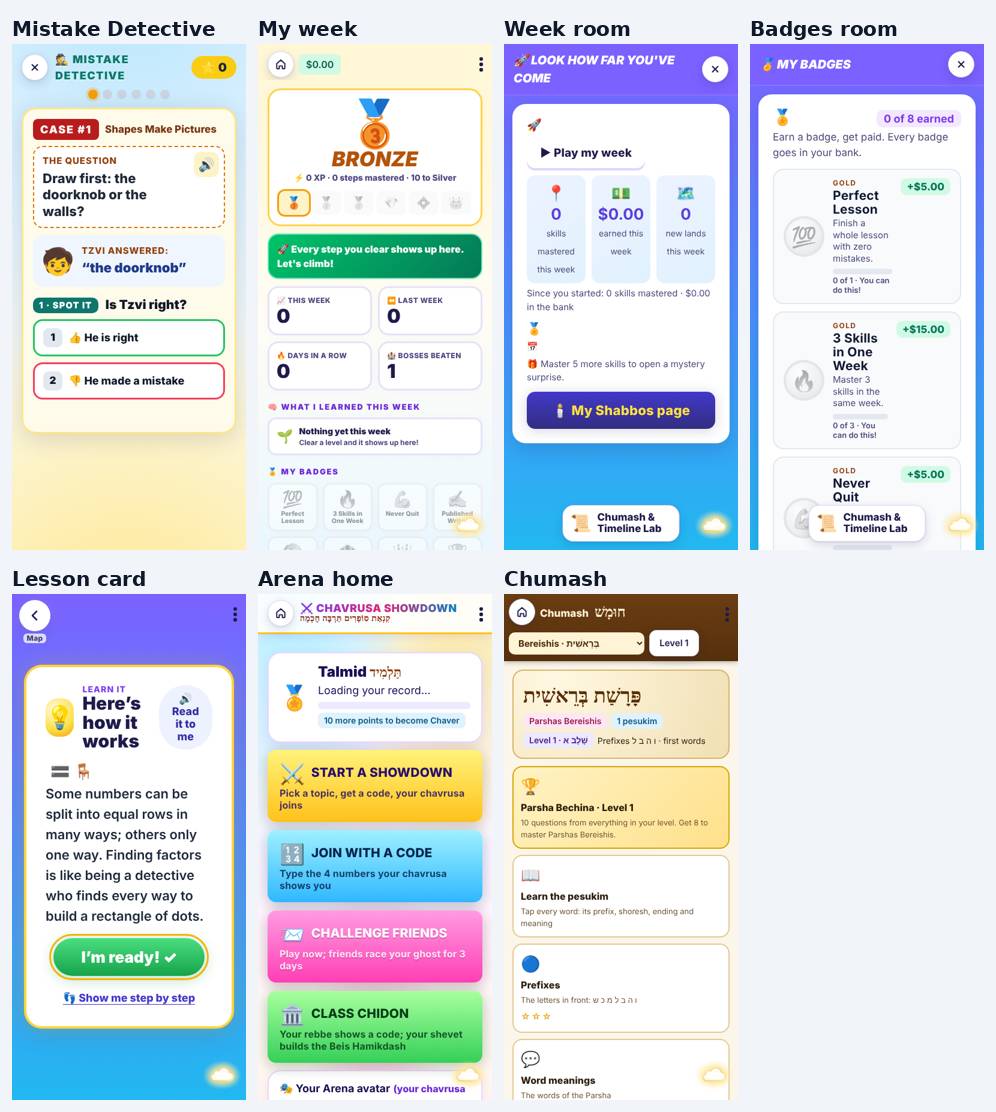 Mistake Detective
MISTAKE
DETECTIVE
0
CASE #1 Shapes Make Pictures
THE QUESTION
Draw first: the
doorknob or the
walls?
TZVI ANSWERED:
“the doorknob”
1 · SPOT IT Is Tzvi right?
1 He is right
2 He made a mistake
My week
$0.00
3
BRONZE
0 XP · 0 steps mastered · 10 to Silver
Every step you clear shows up here.
Let's climb!
THIS WEEK
0
LAST WEEK
0
DAYS IN A ROW
0
BOSSES BEATEN
1
WHAT I LEARNED THIS WEEK
Nothing yet this week
Clear a level and it shows up here!
MY BADGES
Perfect
Lesson
3 Skills in
One Week
Never Quit
Published
Week room
LOOK HOW FAR YOU'VE
COME
Play my week
0
skills
mastered
this week
$0.00
earned this
week
0
new lands
this week
Since you started: 0 skills mastered · $0.00
in the bank
Master 5 more skills to open a mystery
surprise.
My Shabbos page
Chumash &
Timeline Lab
Badges room
MY BADGES
0 of 8 earned
Earn a badge, get paid. Every badge
goes in your bank.
GOLD
Perfect
Lesson
+$5.00
Finish a
whole lesson
with zero
mistakes.
0 of 1 · You can
do this!
GOLD
3 Skills
in One
Week
+$15.00
Master 3
skills in the
same week.
0 of 3 · You
can do this!
GOLD
Never
Quit
+$5.00
Chumash &
Timeline Lab
Lesson card
Map
LEARN IT
Here’s
how it
works
Read
it to
me
Some numbers can be
split into equal rows in
many ways; others only
one way. Finding factors
is like being a detective
who finds every way to
build a rectangle of dots.
I’m ready! ✓
Show me step by step
Arena home
CHAVRUSA SHOWDOWN
קִנְאַת סוֹפְרִים תַּרְבֶּה חָכְמָה
Talmid תַּלְמִיד
Loading your record...
10 more points to become Chaver
START A SHOWDOWN
Pick a topic, get a code, your chavrusa
joins
JOIN WITH A CODE
Type the 4 numbers your chavrusa
shows you
CHALLENGE FRIENDS
Play now; friends race your ghost for 3
days
CLASS CHIDON
Your rebbe shows a code; your shevet
builds the Beis Hamikdash
Your Arena avatar (your chavrusa
Chumash
Chumash חוּמָשׁ
Bereishis · בְּרֵאשִׁית
Level 1
פָּרָשַׁת בְּרֵאשִׁית
Parshas Bereishis
1 pesukim
Level 1 · שָׁלָב א Prefixes ו ה ב ל · first words
Parsha Bechina · Level 1
10 questions from everything in your level. Get 8 to
master Parshas Bereishis.
Learn the pesukim
Tap every word: its prefix, shoresh, ending and
meaning
Prefixes
The letters in front: ו ה ב ל מ כ ש
Word meanings
The words of the Parsha